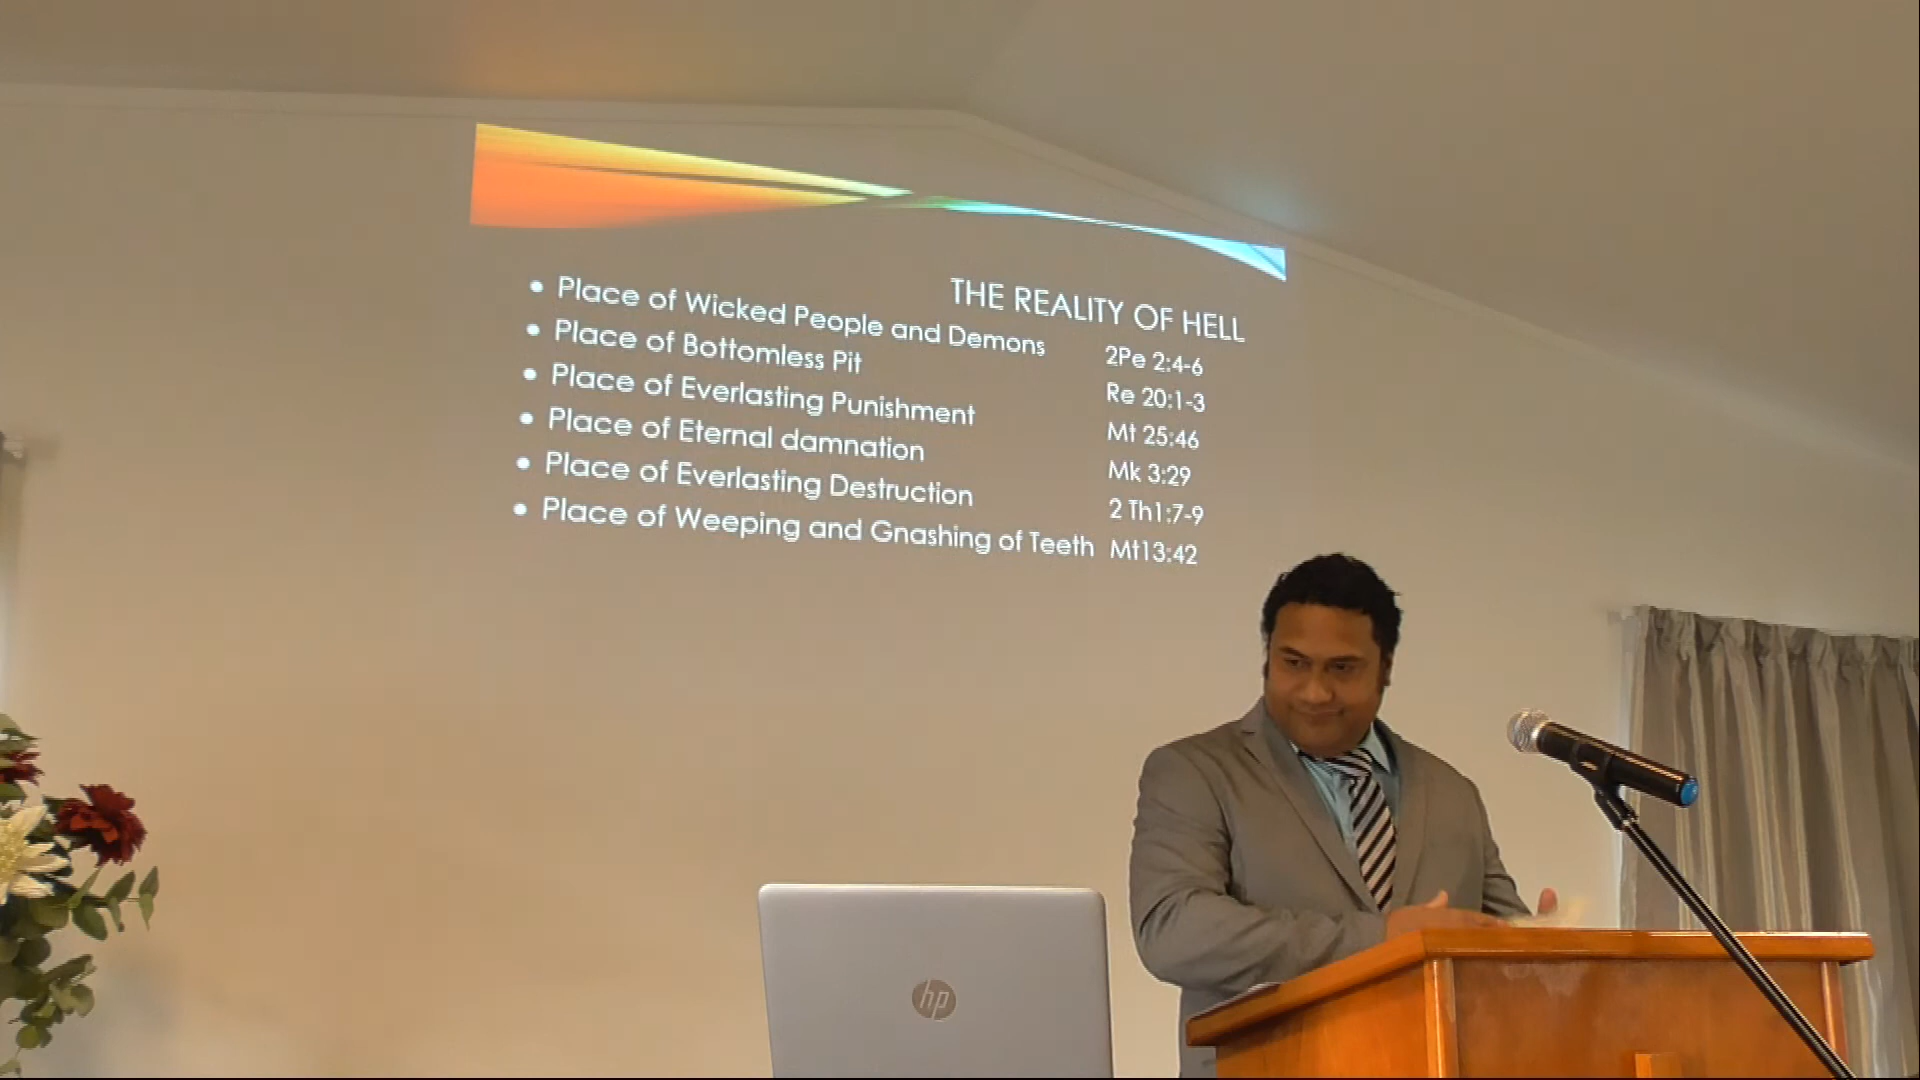 THE REALITY OF HELL
• Place of Wicked People and Demons 2Pe 2:4-6
• Place of Bottomless Pit Re 20:1-3
• Place of Everlasting Punishment Mt 25:46
• Place of Eternal damnation Mk 3:29
• Place of Everlasting Destruction 2 Th1:7-9
• Place of Weeping and Gnashing of Teeth Mt13:42
hp